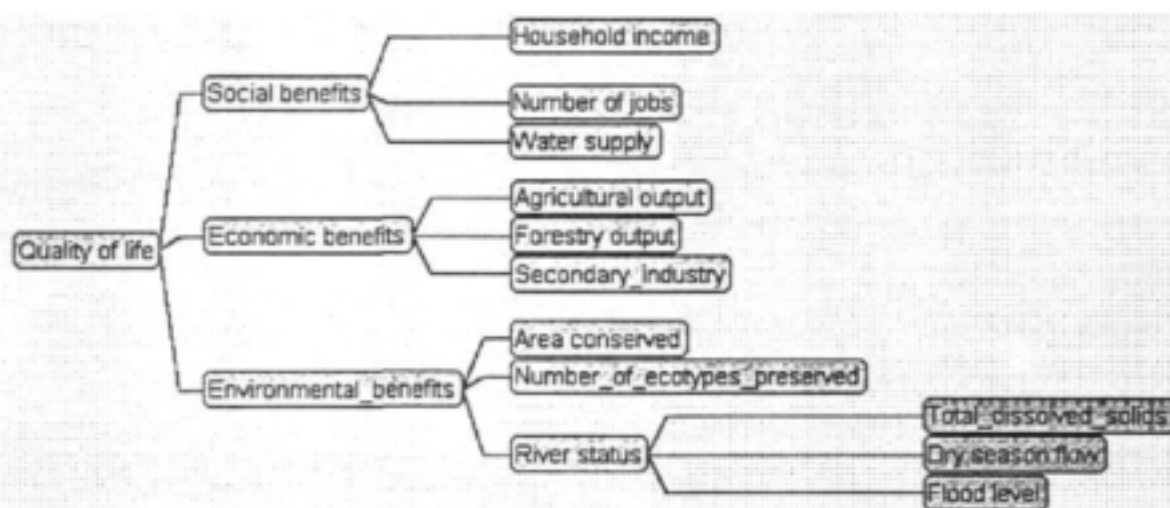 Household income
Social benefits
Number of jobs
Water supply
Agricultural output
Quality of life
Economic benefits
Forestry output
Secondary_Industry
Area conserved
Environmental_benefits
Number_of_ecotypes_preserved
Total_dissolved_solids
River status
Dry season flow
Flood level